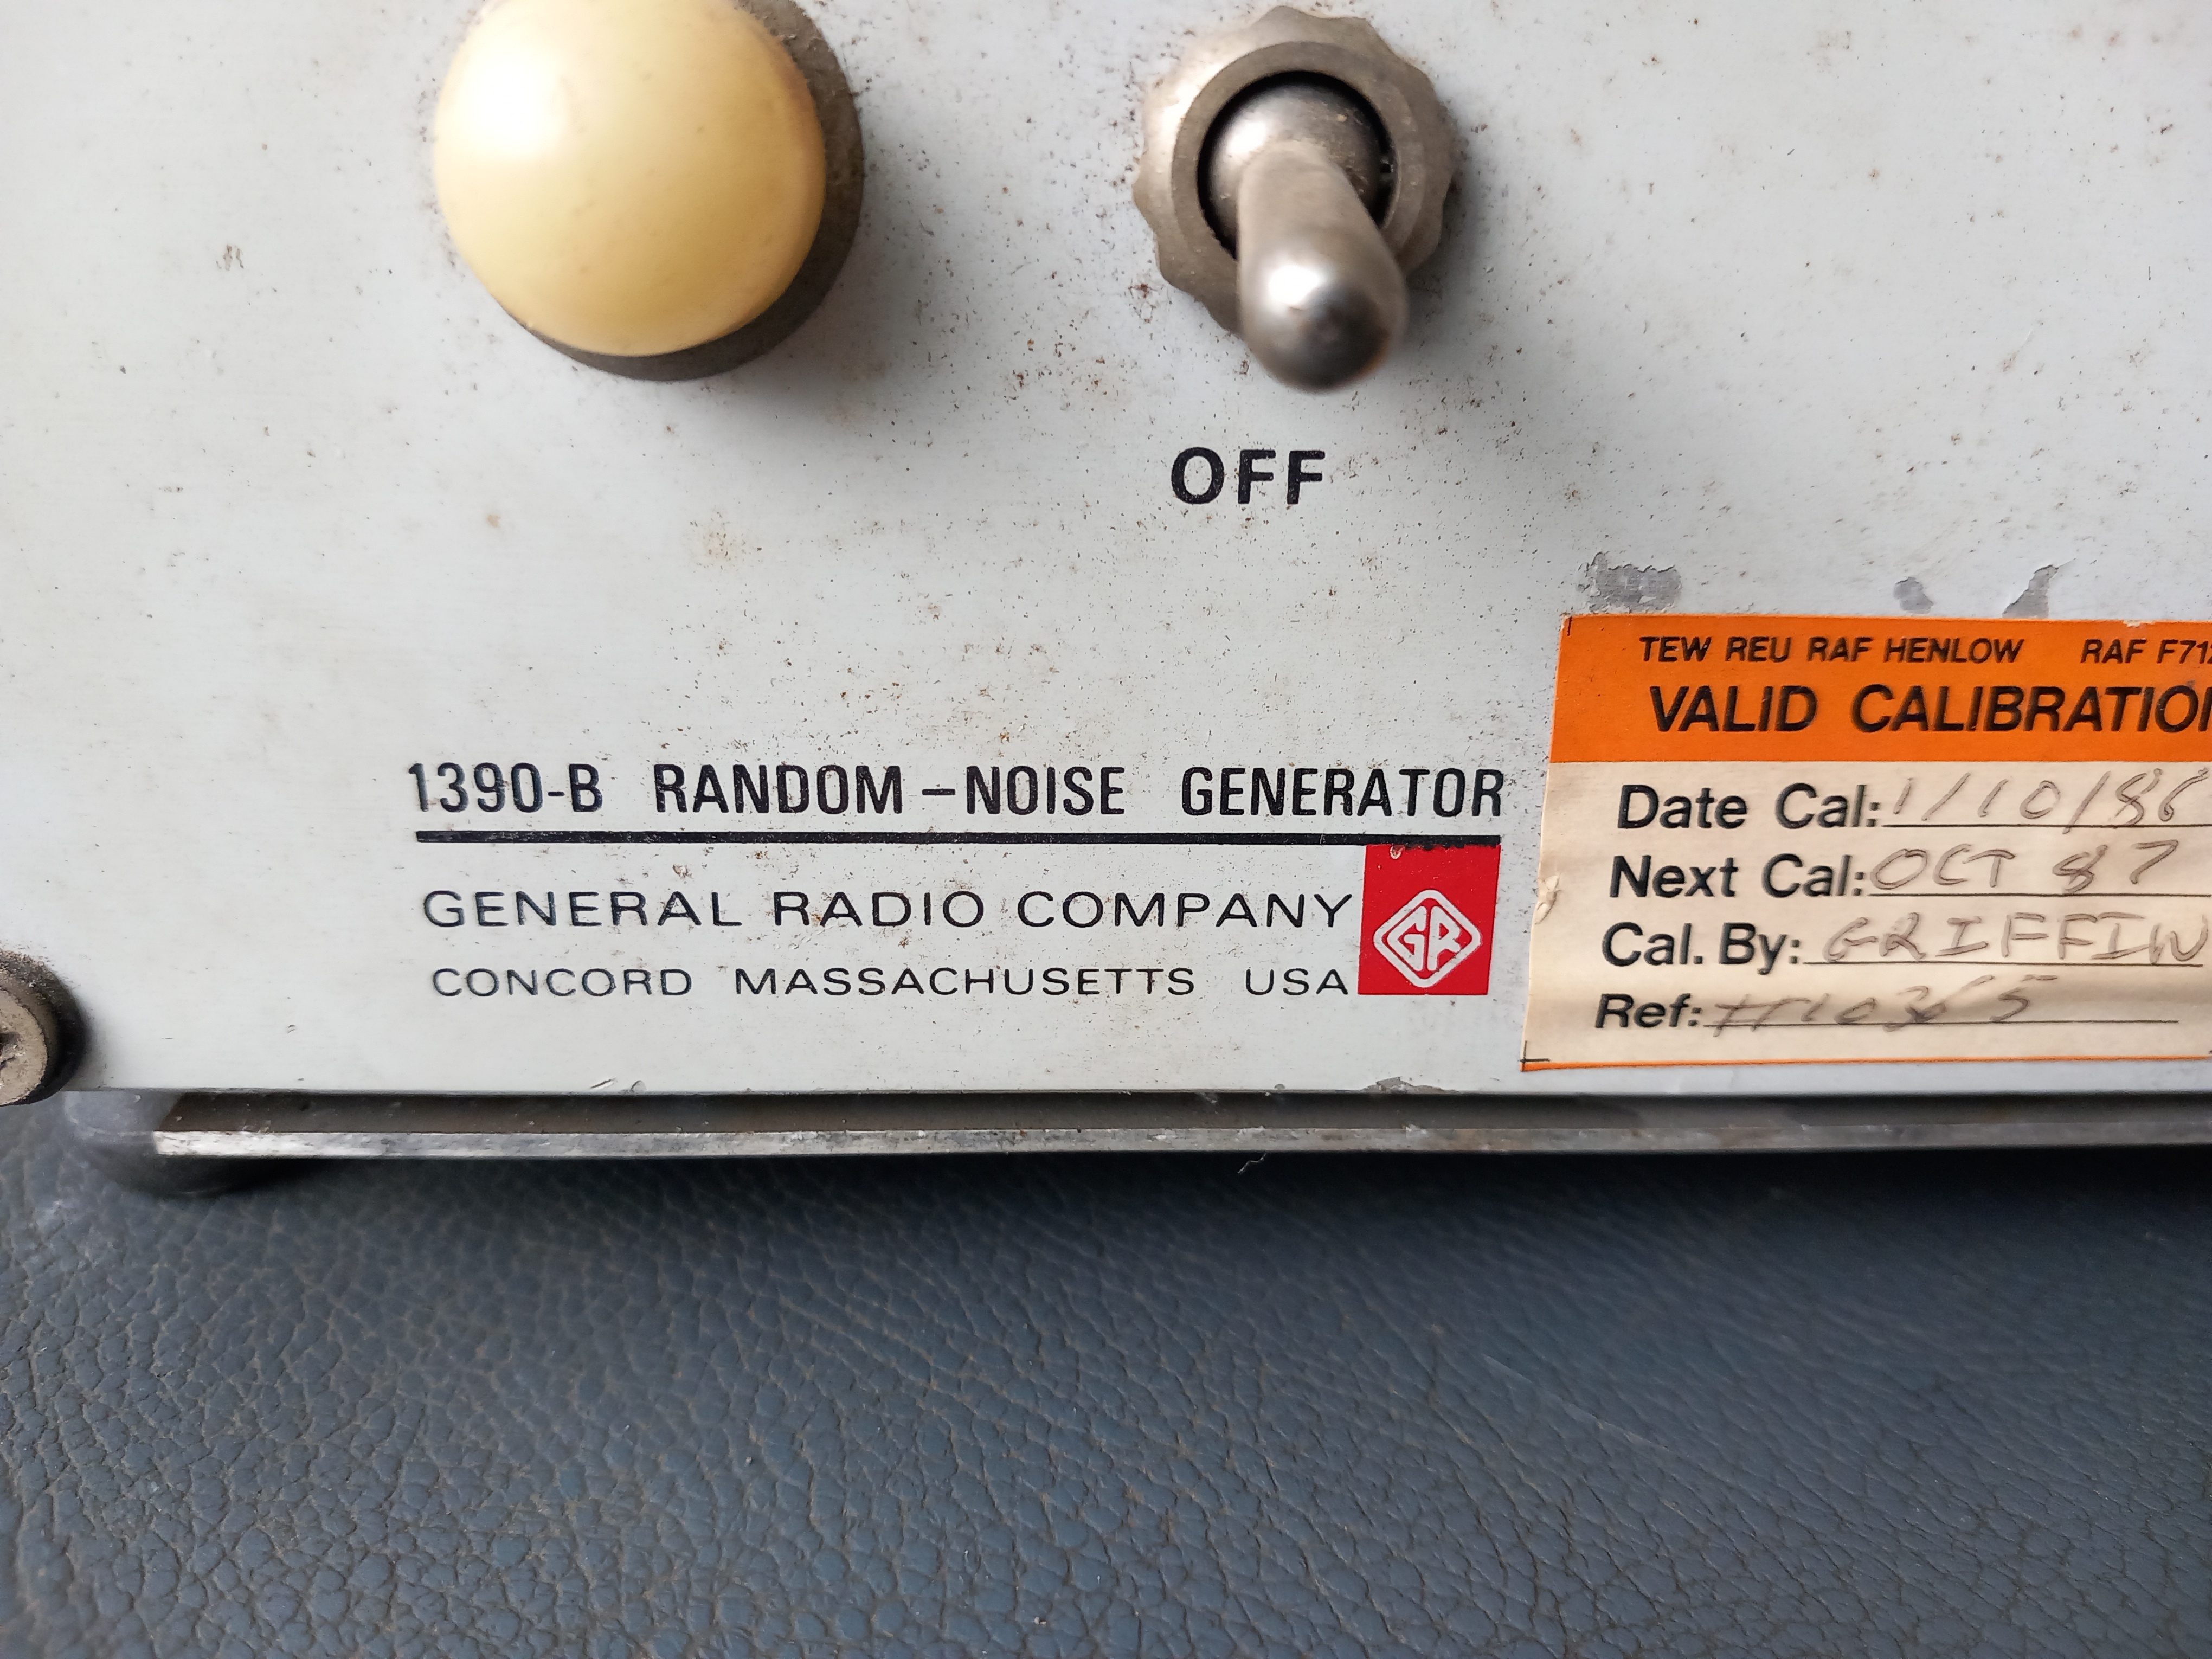 OFF
1390-B RANDOM-NOISE GENERATOR
GENERAL RADIO COMPANY
CONCORD MASSACHUSETTS USA
GR
TEW REU RAF HENLOW RAF
VALID CALIBRATION
Date Cal: 1/10/86
Next Cal: OCT 87
Cal. By: GRIFFIN
Ref: